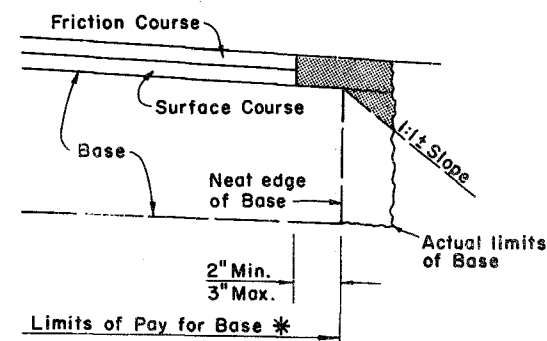 Friction Course
Surface Course
1:1± Slope
Base
Neat edge
of Base
Actual limits
of Base
2" Min.
3" Max.
Limits of Pay for Base *